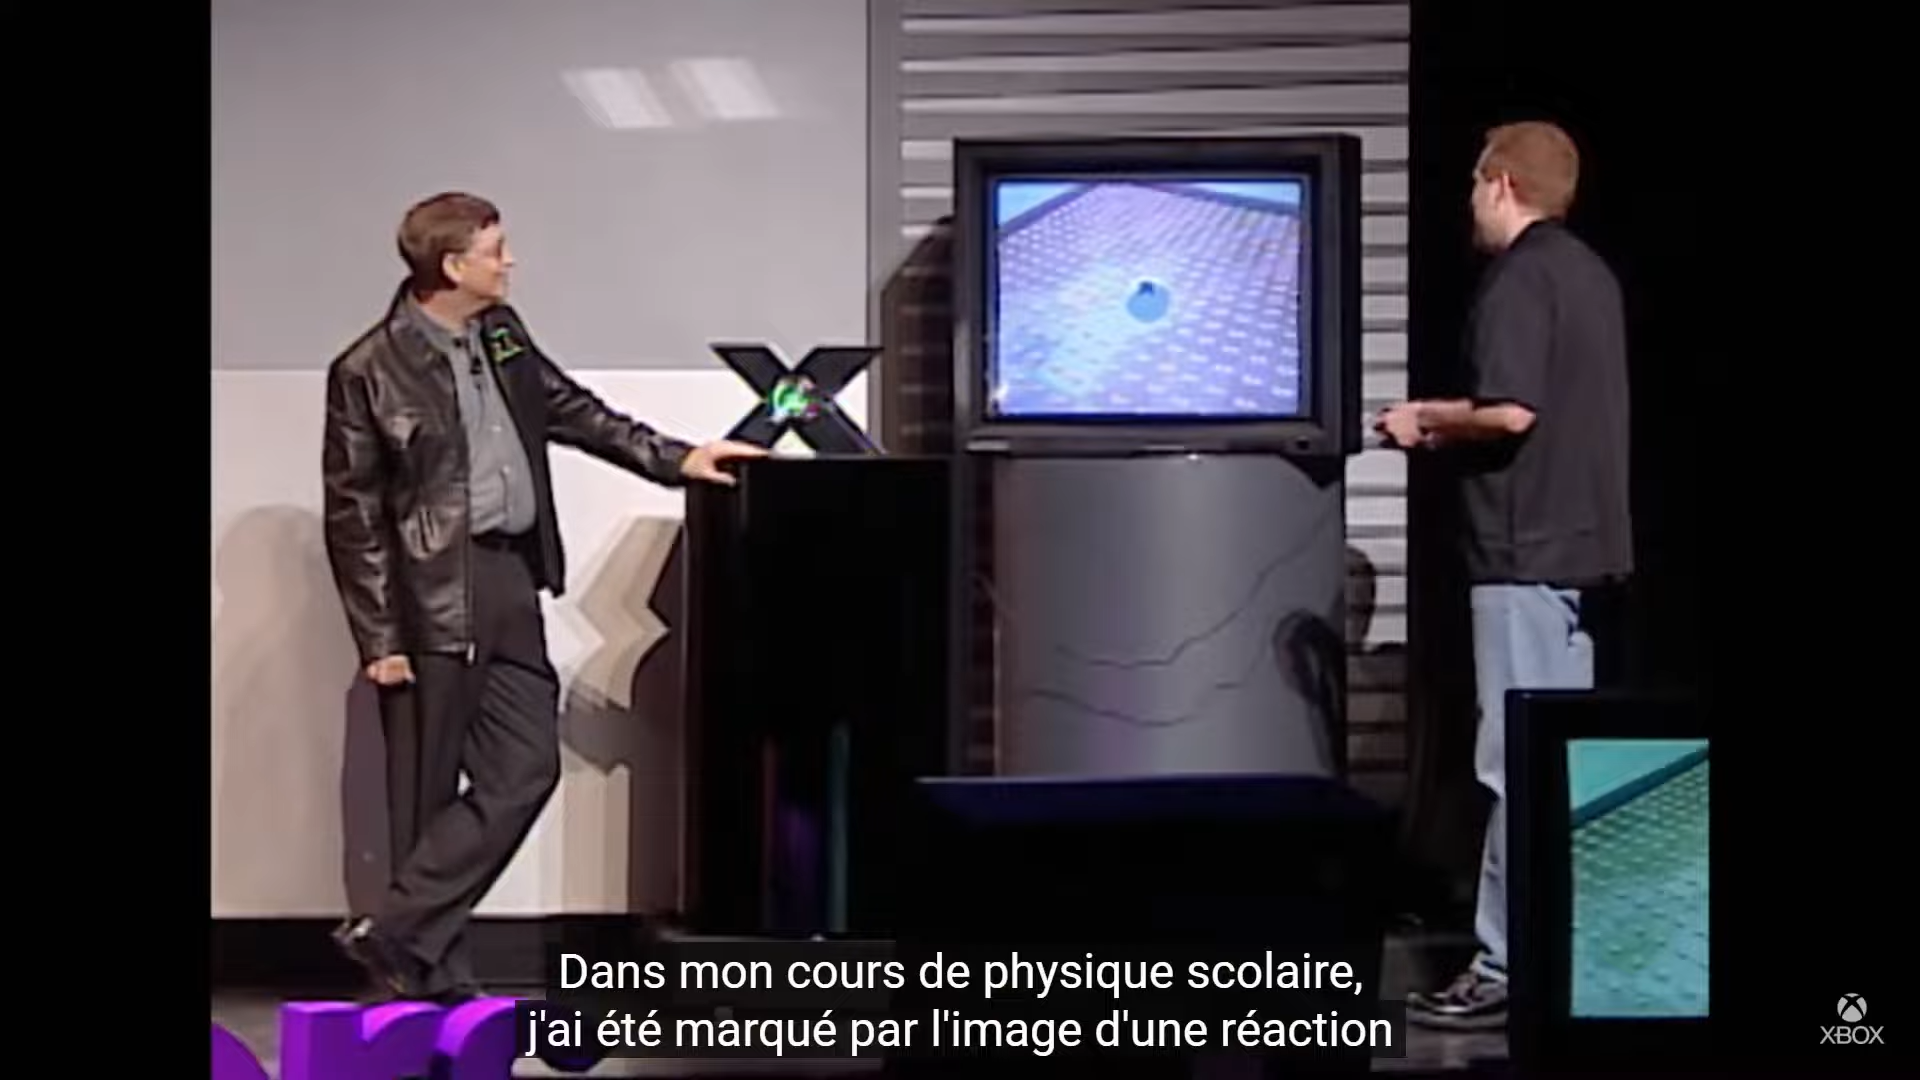 Dans mon cours de physique scolaire,
j'ai été marqué par l'image d'une réaction
XBOX